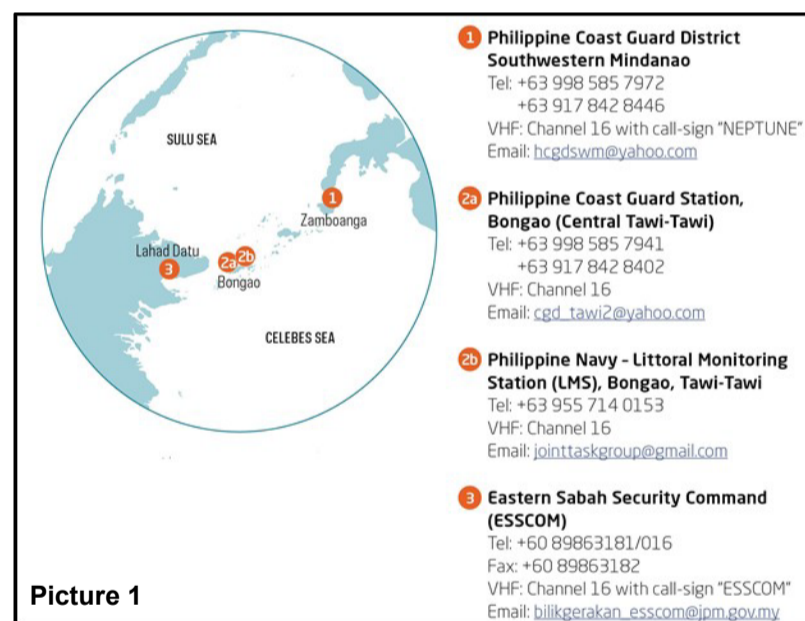 SULU SEA
1
Zamboanga
Lahad Datu
3
2a
2b
Bongao
CELEBES SEA
Picture 1
1 Philippine Coast Guard District
Southwestern Mindanao
Tel: +63 998 585 7972
+63 917 842 8446
VHF: Channel 16 with call-sign "NEPTUNE"
Email: hcgdswm@yahoo.com
2a Philippine Coast Guard Station,
Bongao (Central Tawi-Tawi)
Tel: +63 998 585 7941
+63 917 842 8402
VHF: Channel 16
Email: cgd_tawi2@yahoo.com
2b Philippine Navy - Littoral Monitoring
Station (LMS), Bongao, Tawi-Tawi
Tel: +63 955 714 0153
VHF: Channel 16
Email: jointtaskgroup@gmail.com
3 Eastern Sabah Security Command
(ESSCOM)
Tel: +60 89863181/016
Fax: +60 89863182
VHF: Channel 16 with call-sign "ESSCOM"
Email: bilikgerakan_esscom@jpm.gov.my